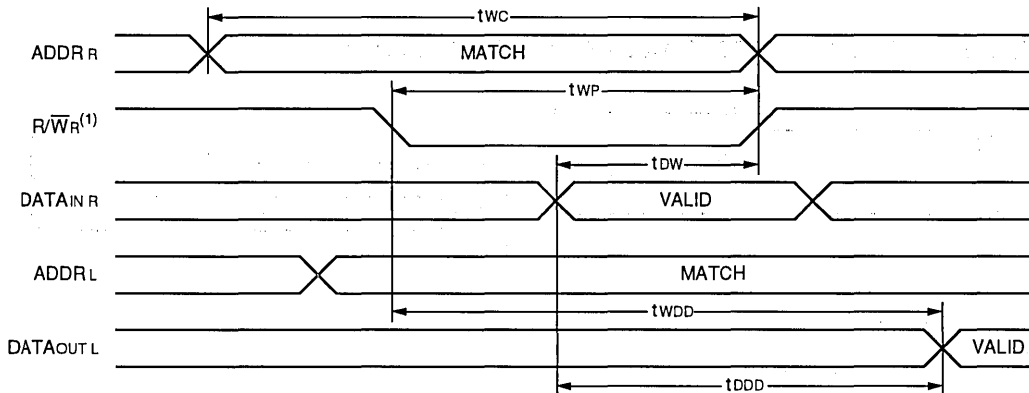 tWC
ADDR R MATCH
tWP
R/W̅R(1)
tDW
DATAIN R VALID
ADDR L MATCH
tWDD
DATAOUT L VALID
tDDD